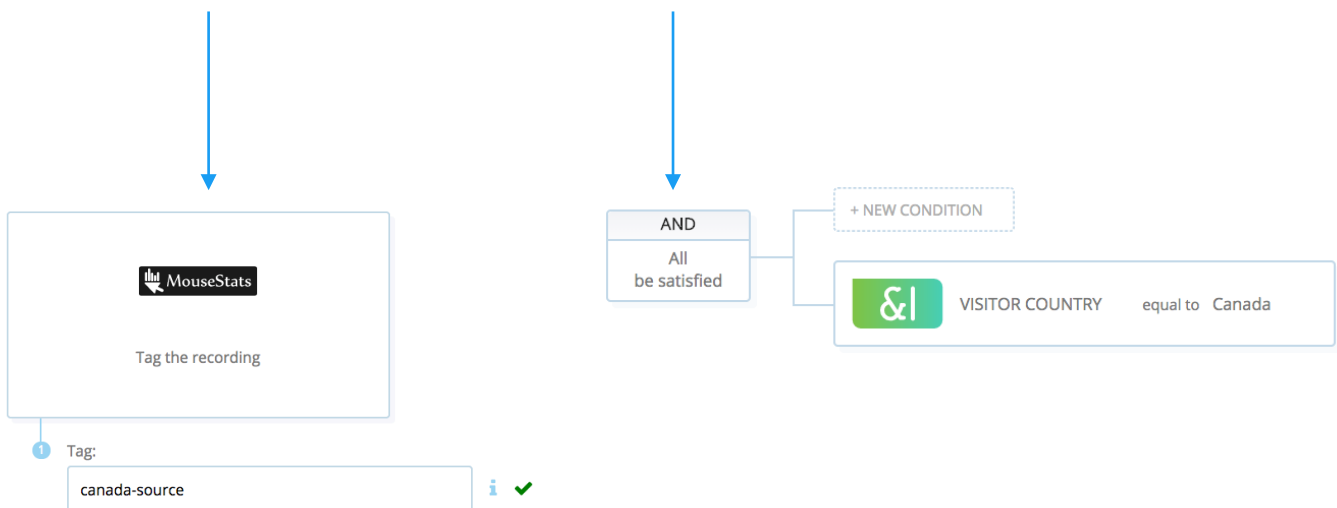 MouseStats
Tag the recording
1
Tag:
canada-source
i
AND
All
be satisfied
+ NEW CONDITION
&| VISITOR COUNTRY equal to Canada